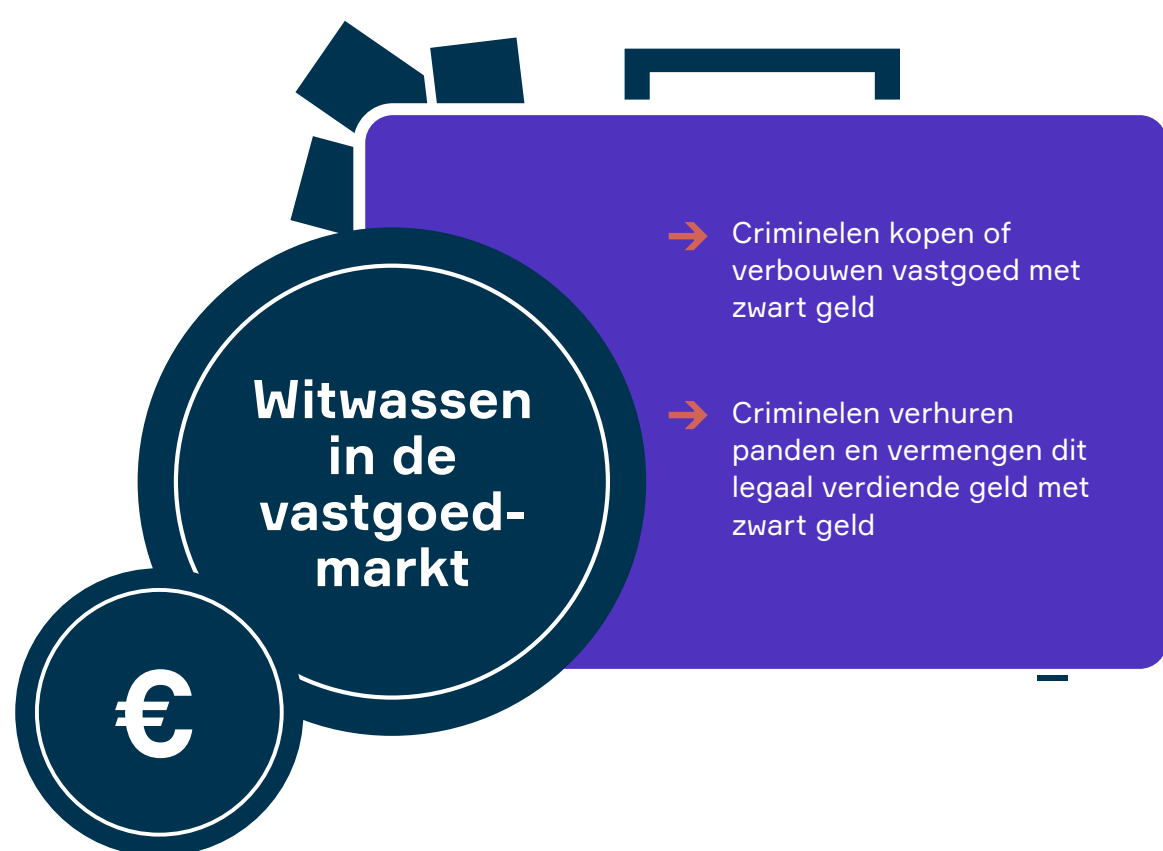 Witwassen
in de
vastgoed-
markt
€
Criminelen kopen of
verbouwen vastgoed met
zwart geld
Criminelen verhuren
panden en vermengen dit
legaal verdiende geld met
zwart geld